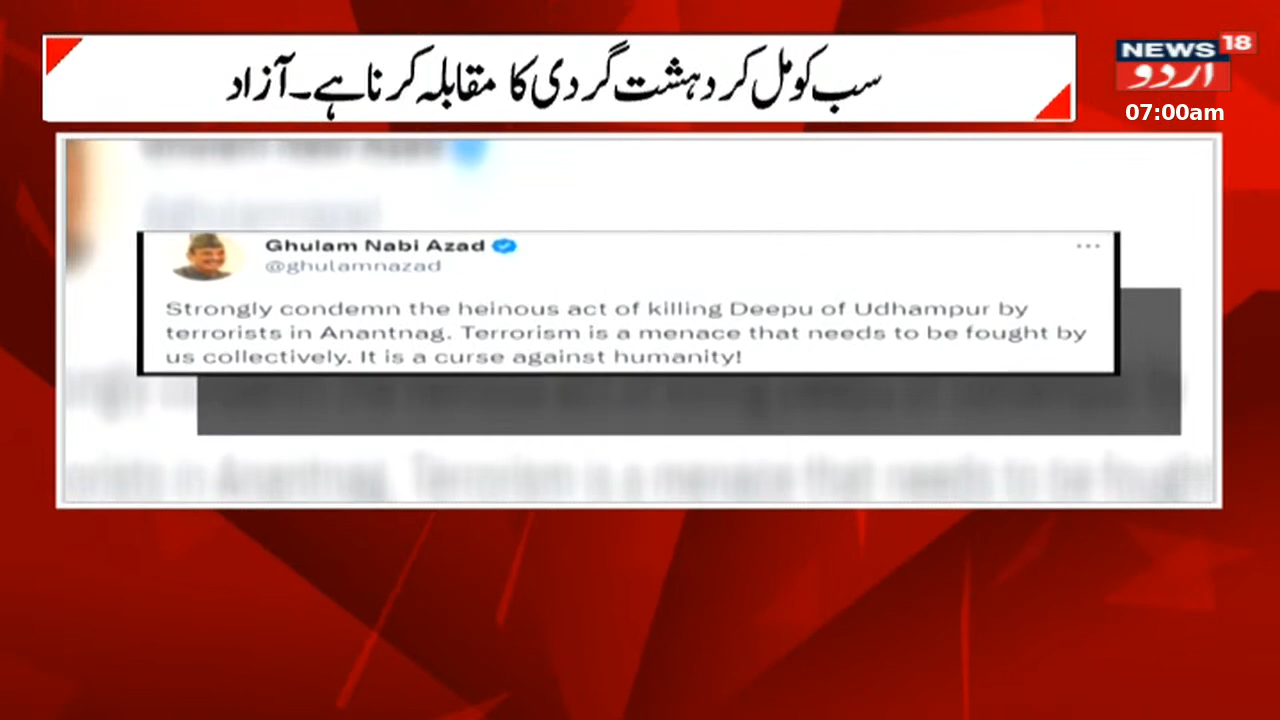 سب کو مل کر دہشت گردی کا مقابلہ کرنا ہے۔آزاد
NEWS 18
اردو
07:00am
Ghulam Nabi Azad
@ghulamnazad
Strongly condemn the heinous act of killing Deepu of Udhampur by
terrorists in Anantnag. Terrorism is a menace that needs to be fought by
us collectively. It is a curse against humanity!